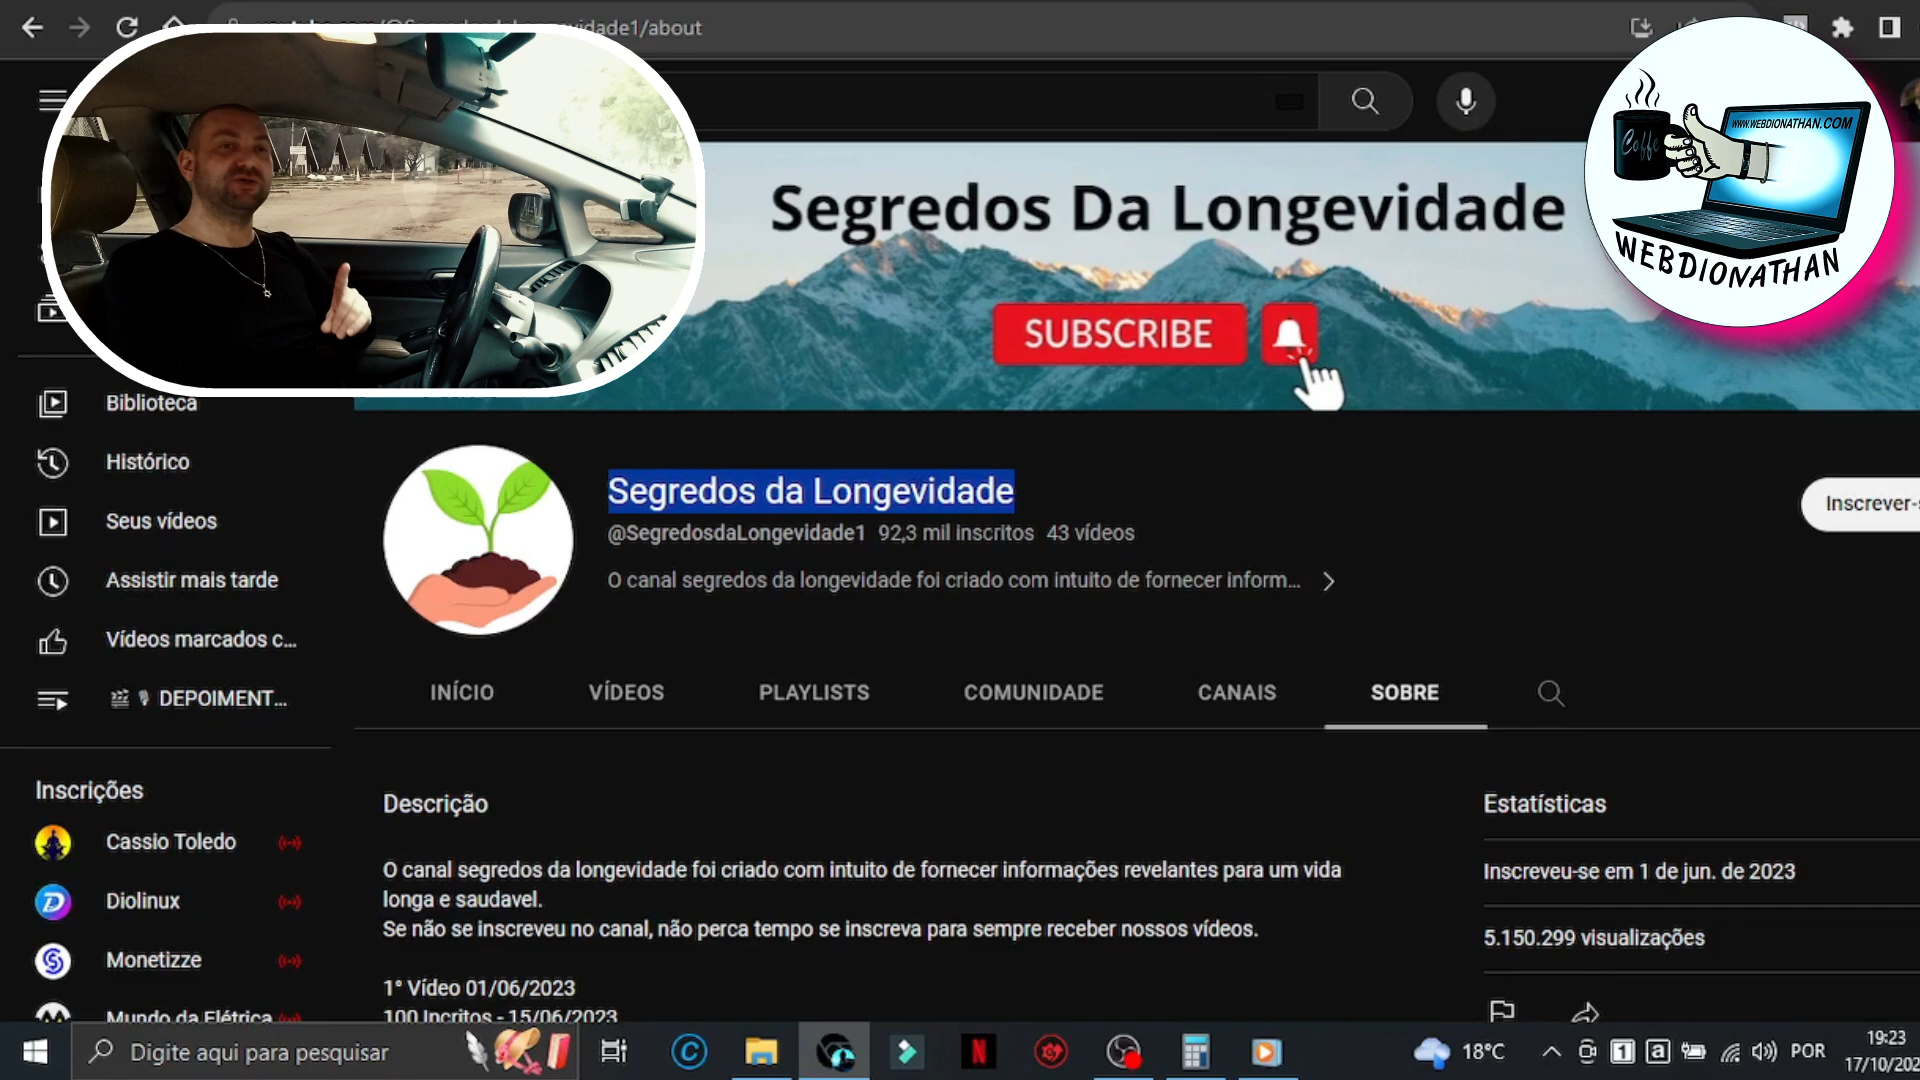 idade1/about
WWW.WEBDIONATHAN.COM
Coffe
WEBDIONATHAN
Segredos Da Longevidade
SUBSCRIBE
Biblioteca
Histórico
Seus vídeos
Assistir mais tarde
Vídeos marcados c...
DEPOIMENT...
Segredos da Longevidade
@SegredosdaLongevidade1 92,3 mil inscritos 43 vídeos
O canal segredos da longevidade foi criado com intuito de fornecer inform...
Inscrever-s
INÍCIO VÍDEOS PLAYLISTS COMUNIDADE CANAIS SOBRE
Inscrições
Cassio Toledo
Diolinux
Monetizze
Mundo da Elétrica
Descrição
O canal segredos da longevidade foi criado com intuito de fornecer informações revelantes para um vida
longa e saudavel.
Se não se inscreveu no canal, não perca tempo se inscreva para sempre receber nossos vídeos.
1° Vídeo 01/06/2023
100 Incritos - 15/06/2023
Estatísticas
Inscreveu-se em 1 de jun. de 2023
5.150.299 visualizações
Digite aqui para pesquisar
18°C
POR
19:23
17/10/202